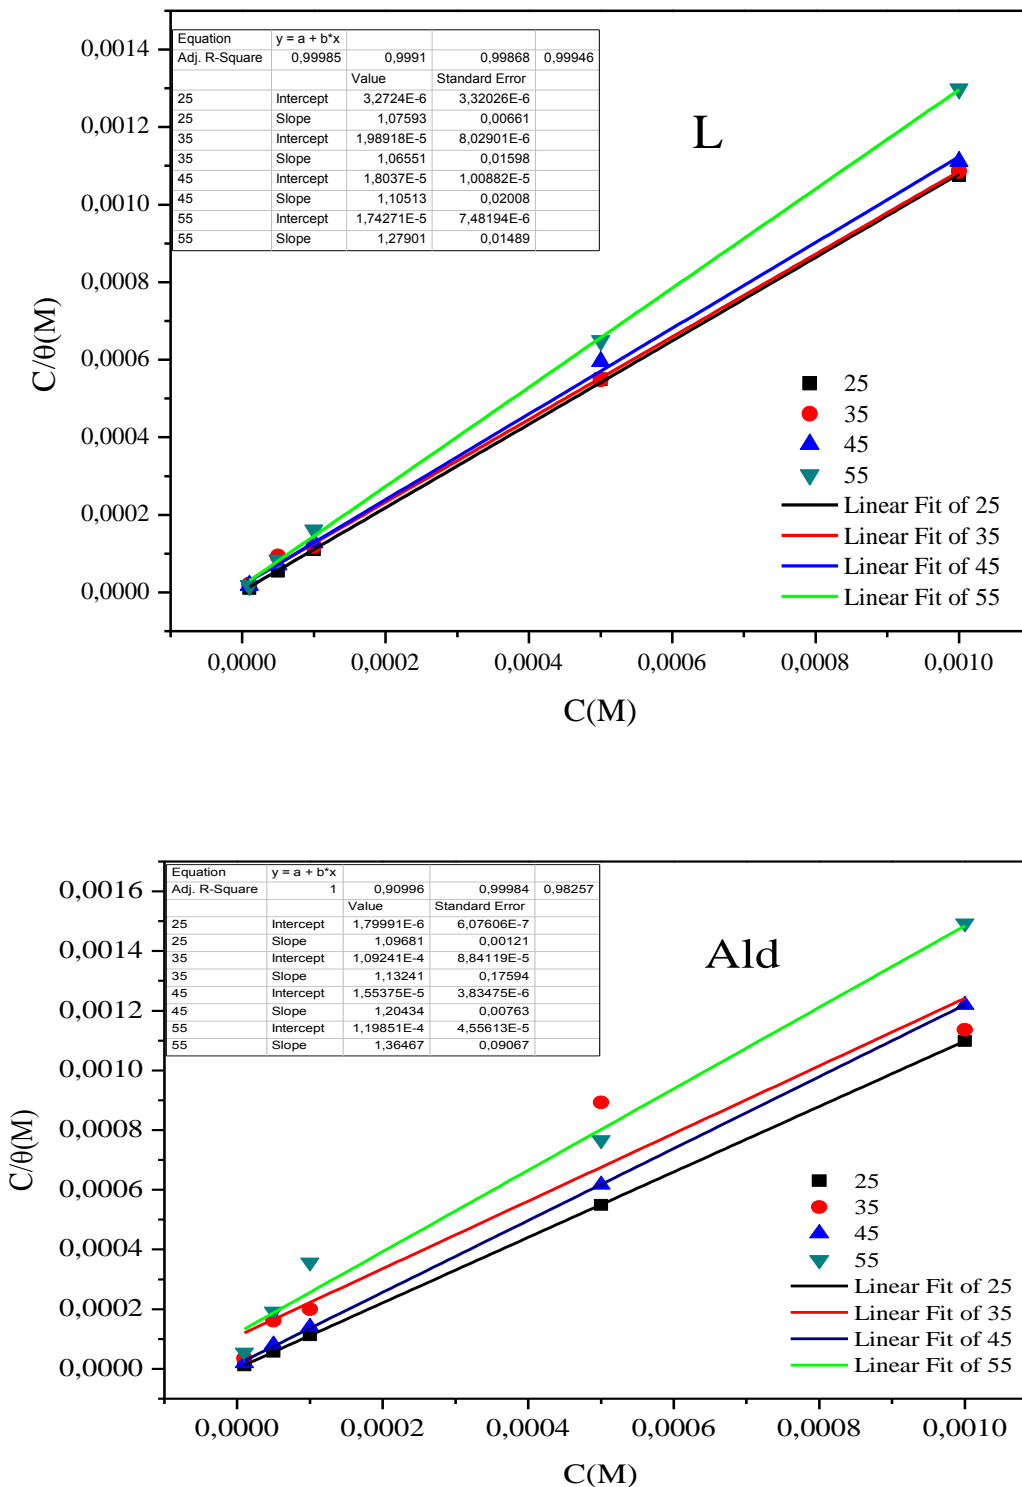 Equation y = a + b*x
Adj. R-Square 0,99985 0,9991 0,99868 0,99946
Value Standard Error
25 Intercept 3,2724E-6 3,32026E-6
25 Slope 1,07593 0,00661
35 Intercept 1,98918E-5 8,02901E-6
35 Slope 1,06551 0,01598
45 Intercept 1,8037E-5 1,00882E-5
45 Slope 1,10513 0,02008
55 Intercept 1,74271E-5 7,48194E-6
55 Slope 1,27901 0,01489
L
0,0014
0,0012
0,0010
0,0008
0,0006
0,0004
0,0002
0,0000
C/θ(M)
25
35
45
55
Linear Fit of 25
Linear Fit of 35
Linear Fit of 45
Linear Fit of 55
0,0000 0,0002 0,0004 0,0006 0,0008 0,0010
C(M)
Equation y = a + b*x
Adj. R-Square 1 0,90996 0,99984 0,98257
Value Standard Error
25 Intercept 1,79991E-6 6,07606E-7
25 Slope 1,09681 0,00121
35 Intercept 1,09241E-4 8,84119E-5
35 Slope 1,13241 0,17594
45 Intercept 1,55375E-5 3,83475E-6
45 Slope 1,20434 0,00763
55 Intercept 1,19851E-4 4,55613E-5
55 Slope 1,36467 0,09067
Ald
0,0016
0,0014
0,0012
0,0010
0,0008
0,0006
0,0004
0,0002
0,0000
C/θ(M)
25
35
45
55
Linear Fit of 25
Linear Fit of 35
Linear Fit of 45
Linear Fit of 55
0,0000 0,0002 0,0004 0,0006 0,0008 0,0010
C(M)